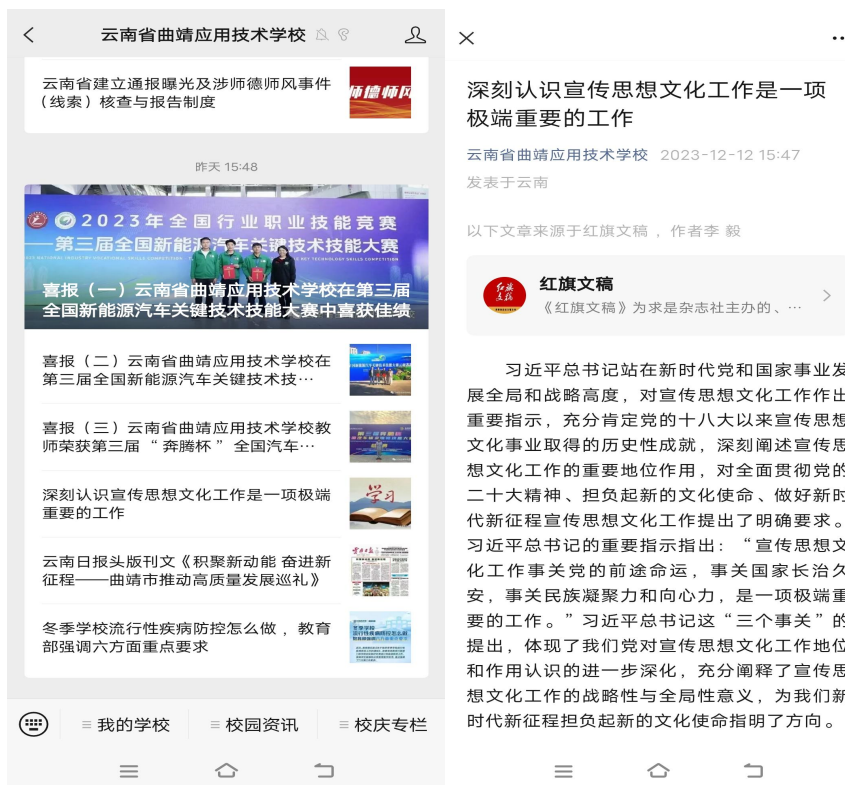 云南省曲靖应用技术学校
云南省建立通报曝光及涉师德师风事件
（线索）核查与报告制度
师德师风
昨天 15:48
2023年全国行业职业技能竞赛
——第三届全国新能源汽车关键技术技能大赛
喜报（一）云南省曲靖应用技术学校在第三届
全国新能源汽车关键技术技能大赛中喜获佳绩
喜报（二）云南省曲靖应用技术学校在
第三届全国新能源汽车关键技术技…
喜报（三）云南省曲靖应用技术学校教
师荣获第三届“奔腾杯”全国汽车…
深刻认识宣传思想文化工作是一项极端
重要的工作
学习
云南日报头版刊文《积聚新动能 奋进新
征程——曲靖市推动高质量发展巡礼》
冬季学校流行性疾病防控怎么做，教育
部强调六方面重点要求
我的学校
校园资讯
校庆专栏
深刻认识宣传思想文化工作是一项
极端重要的工作
云南省曲靖应用技术学校 2023-12-12 15:47
发表于云南
以下文章来源于红旗文稿，作者李 毅
红旗文稿
红旗文稿
《红旗文稿》为求是杂志社主办的、…
习近平总书记站在新时代党和国家事业发
展全局和战略高度，对宣传思想文化工作作出
重要指示，充分肯定党的十八大以来宣传思想
文化事业取得的历史性成就，深刻阐述宣传思
想文化工作的重要地位作用，对全面贯彻党的
二十大精神、担负起新的文化使命、做好新时
代新征程宣传思想文化工作提出了明确要求。
习近平总书记的重要指示指出：“宣传思想文
化工作事关党的前途命运，事关国家长治久
安，事关民族凝聚力和向心力，是一项极端重
要的工作。”习近平总书记这“三个事关”的
提出，体现了我们党对宣传思想文化工作地位
和作用认识的进一步深化，充分阐释了宣传思
想文化工作的战略性与全局性意义，为我们新
时代新征程担负起新的文化使命指明了方向。